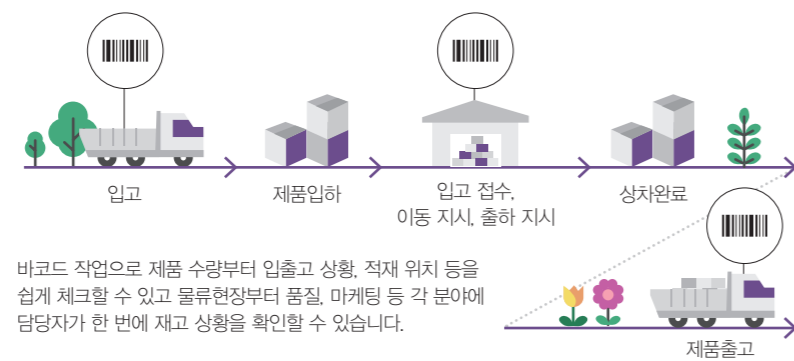 입고
제품입하
입고 접수,
이동 지시, 출하 지시
상차완료
바코드 작업으로 제품 수량부터 입출고 상황, 적재 위치 등을
쉽게 체크할 수 있고 물류현장부터 품질, 마케팅 등 각 분야에
담당자가 한 번에 재고 상황을 확인할 수 있습니다.
제품출고